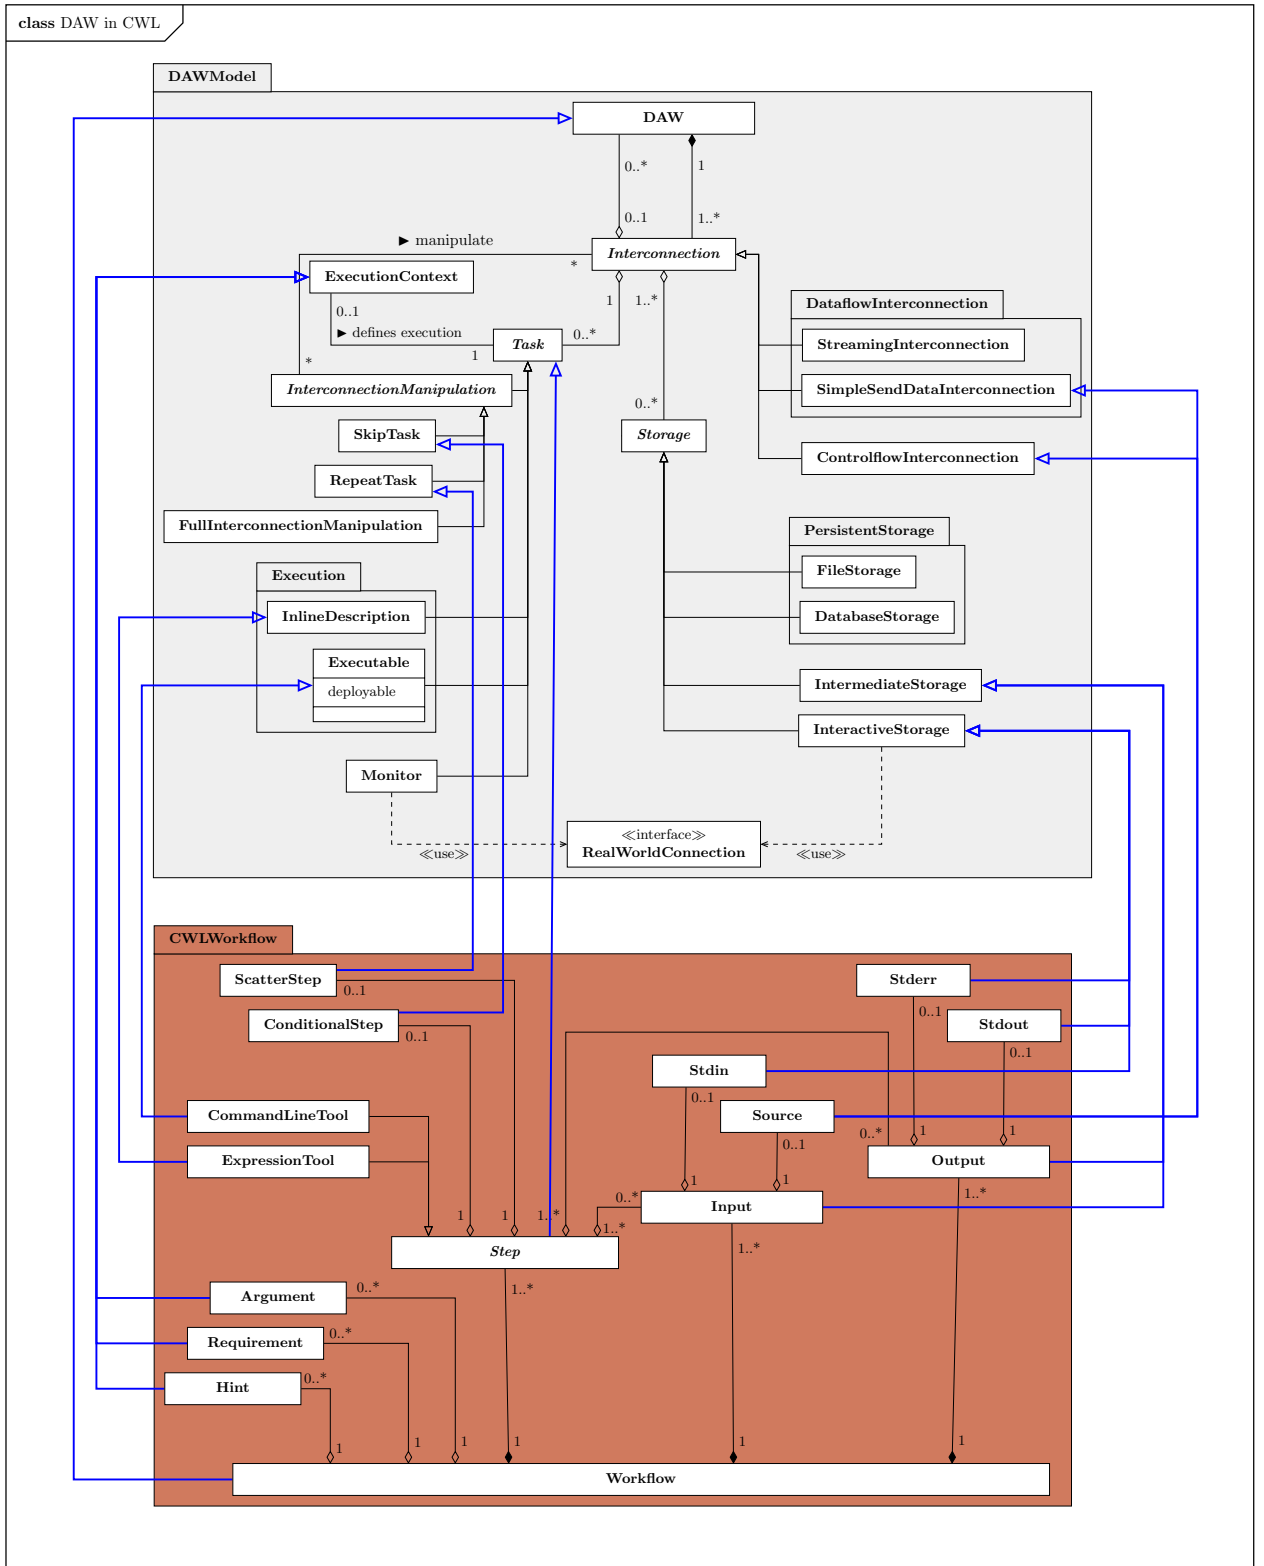 class DAW in CWL
DAWModel
DAW
0..*
1
0..1
1..*
▶ manipulate
*
Interconnection
ExecutionContext
0..1
1
1..*
▶ defines execution
0..*
1
Task
*
DataflowInterconnection
StreamingInterconnection
InterconnectionManipulation
SimpleSendDataInterconnection
0..*
SkipTask
Storage
ControlflowInterconnection
RepeatTask
FullInterconnectionManipulation
PersistentStorage
FileStorage
DatabaseStorage
Execution
InlineDescription
Executable
deployable
IntermediateStorage
InteractiveStorage
Monitor
≪interface≫
RealWorldConnection
≪use≫
≪use≫
CWLWorkflow
ScatterStep
0..1
Stderr
0..1
ConditionalStep
0..1
Stdout
0..1
Stdin
0..1
CommandLineTool
Source
0..1
0..*
1
1
ExpressionTool
Output
1..*
1
1
0..*
Input
1
1
1..*
1..*
1..*
Step
1..*
Argument
0..*
Requirement
0..*
Hint
0..*
1
1
1
1
1
1
Workflow